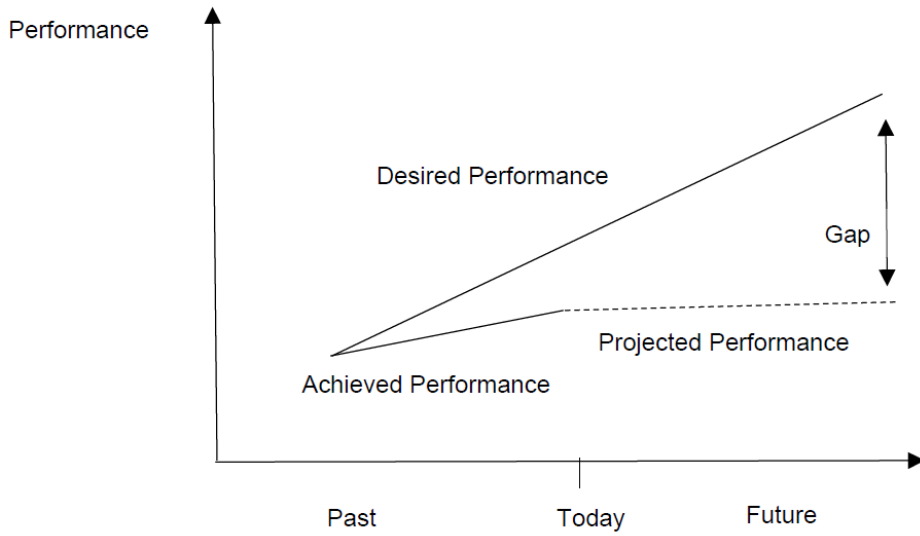 Performance
Desired Performance
Gap
Projected Performance
Achieved Performance
Past
Today
Future